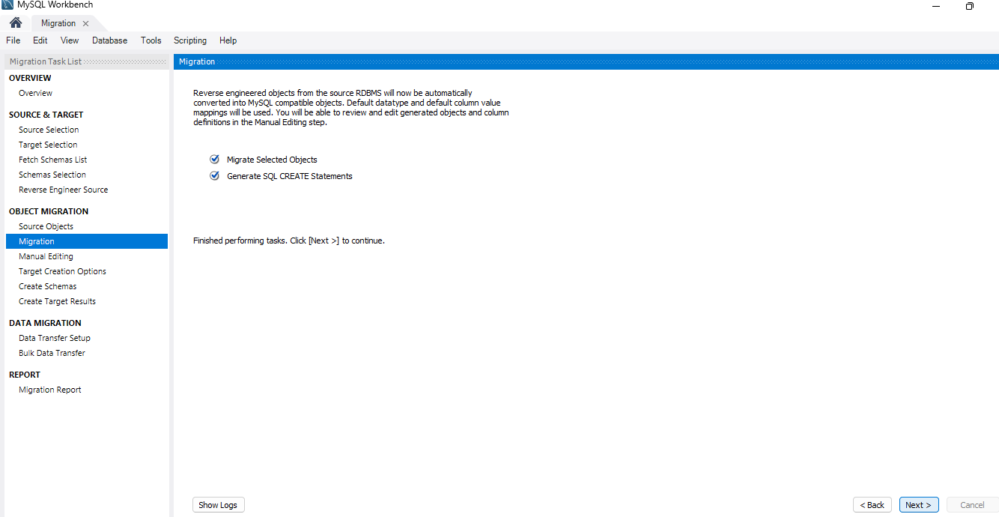 MySQL Workbench
Migration
File Edit View Database Tools Scripting Help
Migration Task List
OVERVIEW
Overview
SOURCE & TARGET
Source Selection
Target Selection
Fetch Schemas List
Schemas Selection
Reverse Engineer Source
OBJECT MIGRATION
Source Objects
Migration
Manual Editing
Target Creation Options
Create Schemas
Create Target Results
DATA MIGRATION
Data Transfer Setup
Bulk Data Transfer
REPORT
Migration Report
Migration
Reverse engineered objects from the source RDBMS will now be automatically
converted into MySQL compatible objects. Default datatype and default column value
mappings will be used. You will be able to review and edit generated objects and column
definitions in the Manual Editing step.
Migrate Selected Objects
Generate SQL CREATE Statements
Finished performing tasks. Click [Next >] to continue.
Show Logs
< Back
Next >
Cancel